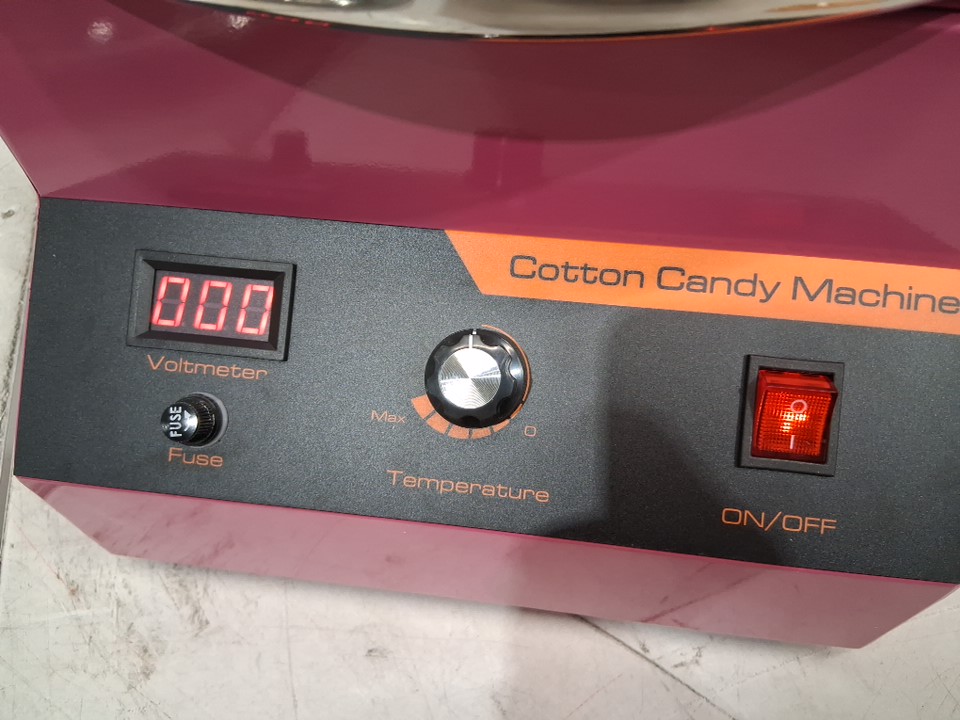 Cotton Candy Machine
000
Voltmeter
FUSE
Fuse
Max
0
Temperature
O
I
ON/OFF